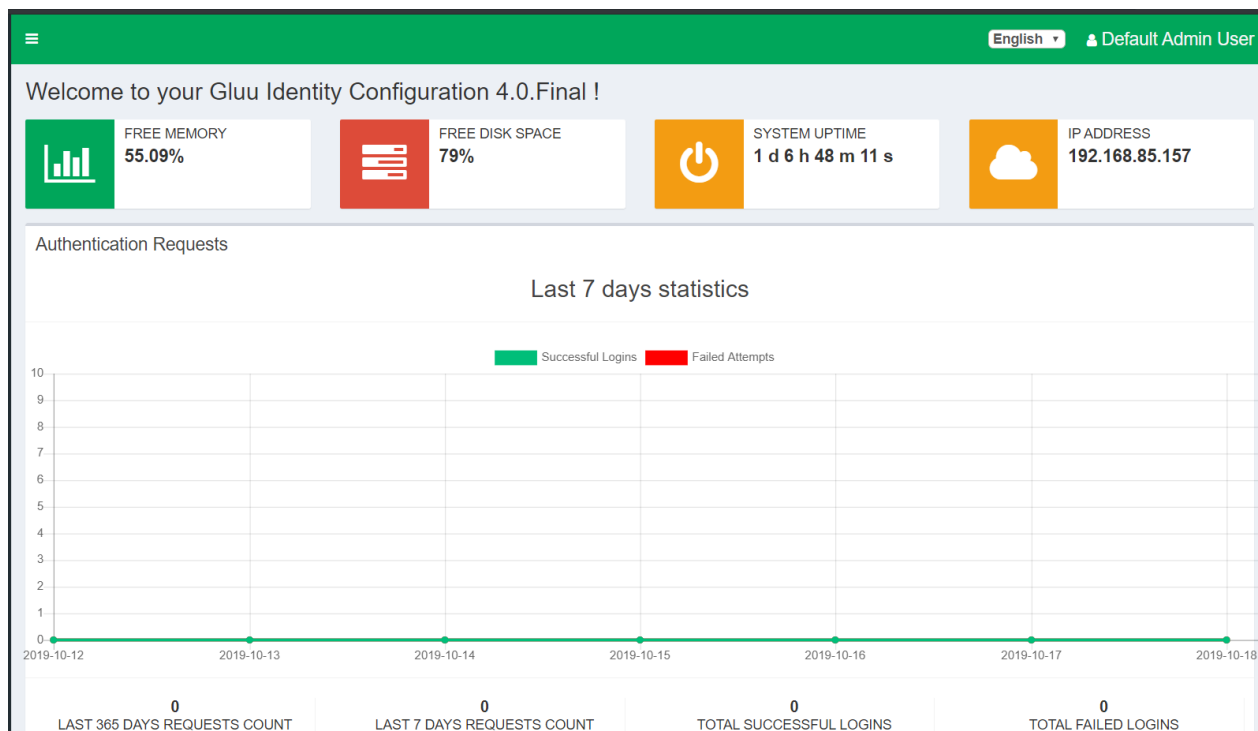 English
Default Admin User
Welcome to your Gluu Identity Configuration 4.0.Final !
FREE MEMORY
55.09%
FREE DISK SPACE
79%
SYSTEM UPTIME
1 d 6 h 48 m 11 s
IP ADDRESS
192.168.85.157
Authentication Requests
Last 7 days statistics
Successful Logins
Failed Attempts
10
9
8
7
6
5
4
3
2
1
0
2019-10-12
2019-10-13
2019-10-14
2019-10-15
2019-10-16
2019-10-17
2019-10-18
0
LAST 365 DAYS REQUESTS COUNT
0
LAST 7 DAYS REQUESTS COUNT
0
TOTAL SUCCESSFUL LOGINS
0
TOTAL FAILED LOGINS